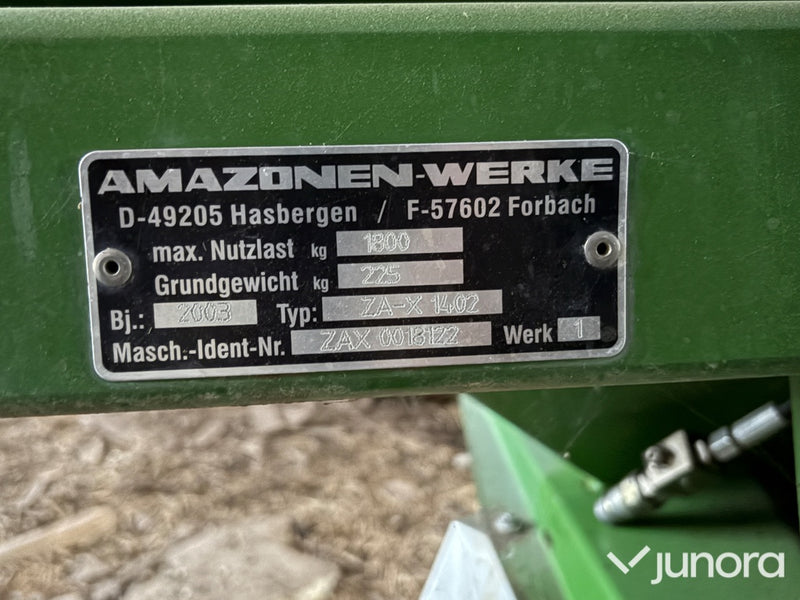 AMAZONEN-WERKE
D-49205 Hasbergen / F-57602 Forbach
max. Nutzlast kg 1800
Grundgewicht kg 225
Bj.: 2003 Typ: ZA-X 1402
Masch.-Ident-Nr. ZAX 0018122 Werk 1
junora